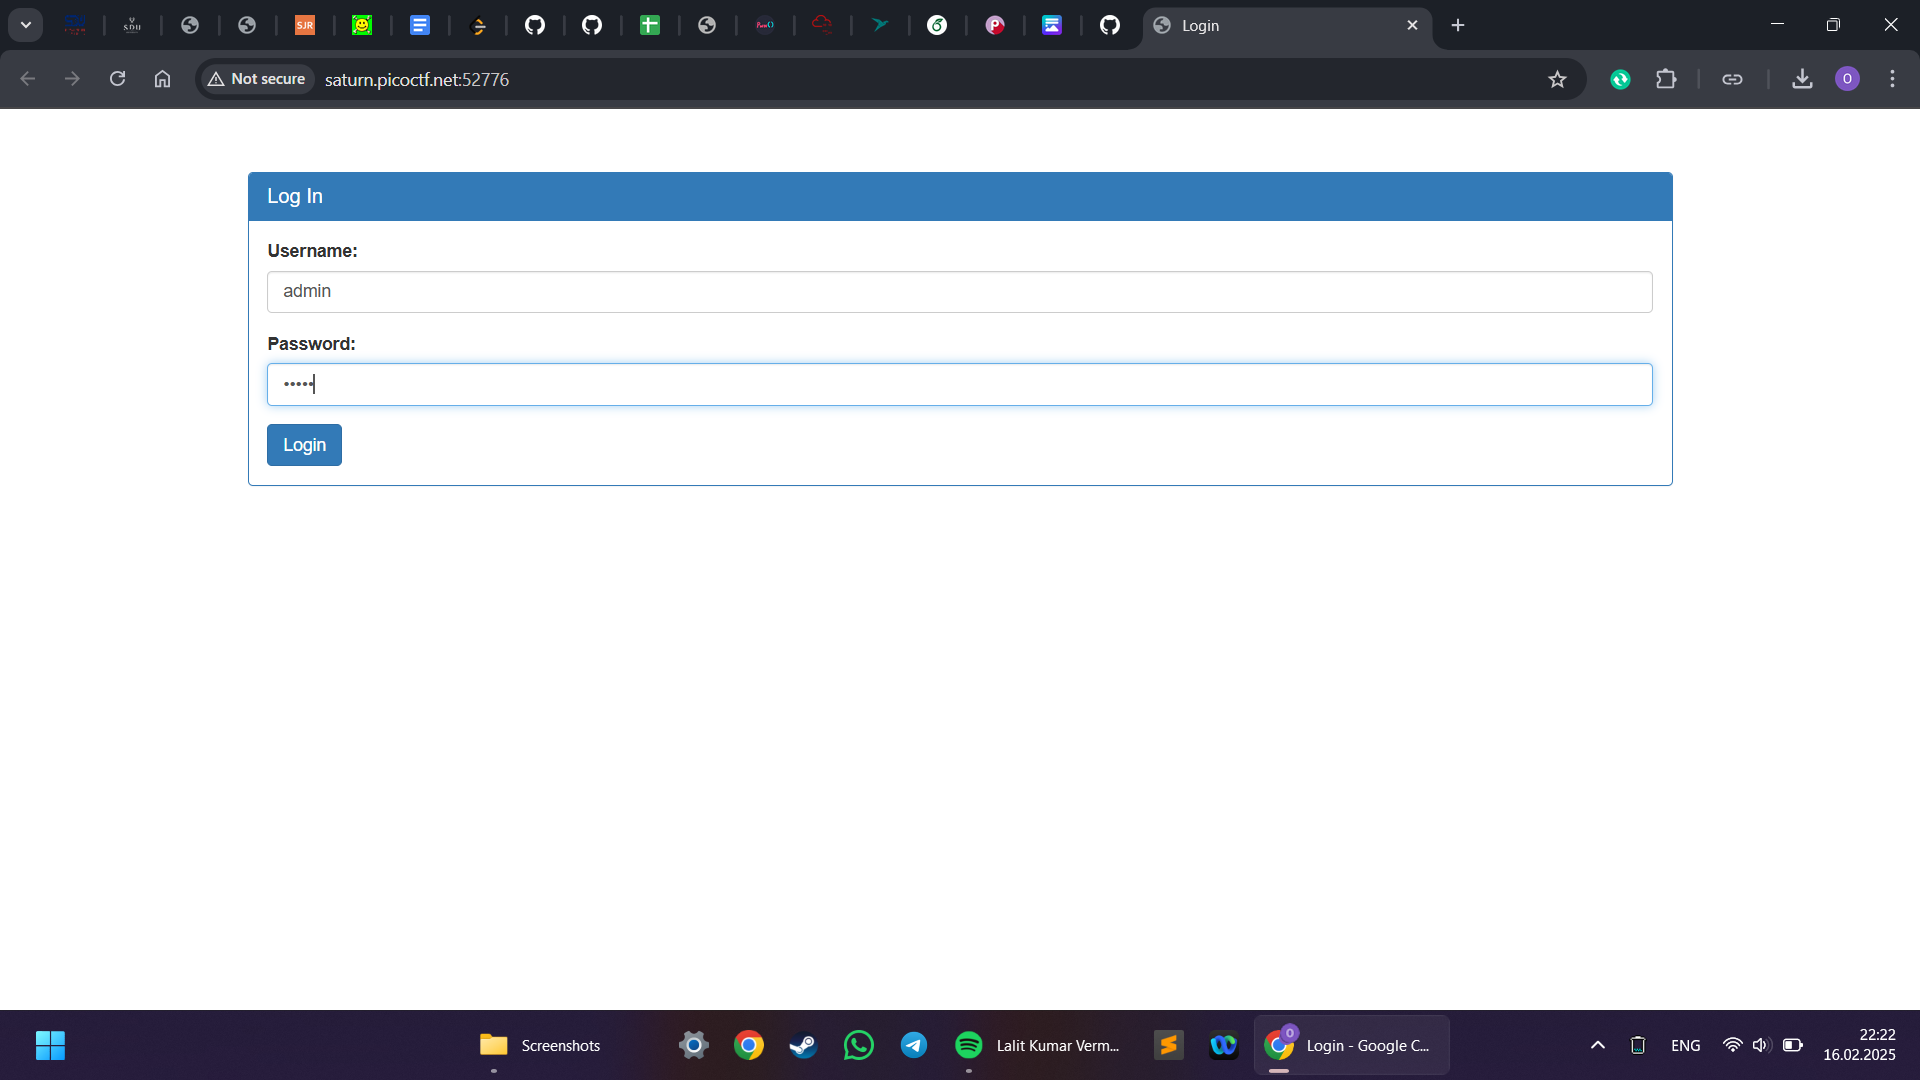 SJR
Login
Not secure
saturn.picoctf.net:52776
O
Log In
Username:
admin
Password:
•••••
Login
Screenshots
Lalit Kumar Verm...
O
Login - Google C...
ENG
22:22
16.02.2025